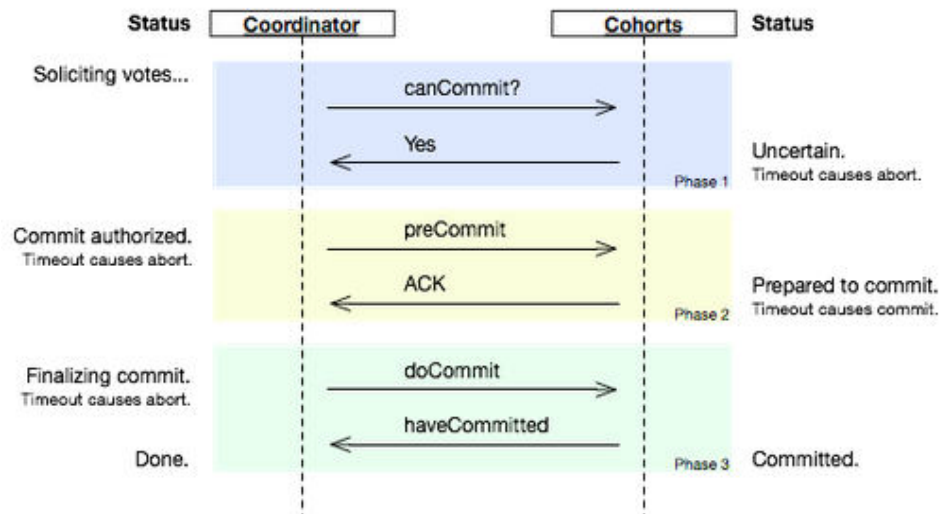 Status
Coordinator
Cohorts
Status
Soliciting votes...
canCommit?
Yes
Uncertain.
Timeout causes abort.
Phase 1
Commit authorized.
Timeout causes abort.
preCommit
ACK
Prepared to commit.
Timeout causes commit.
Phase 2
Finalizing commit.
Timeout causes abort.
doCommit
haveCommitted
Done.
Phase 3
Committed.